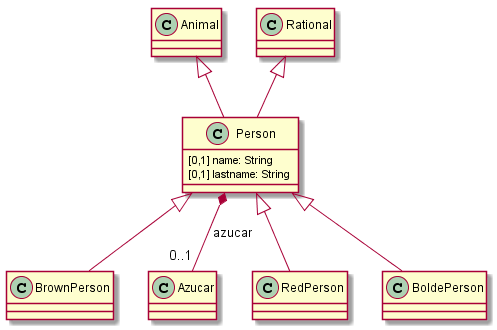 C Animal
C Rational
C Person
[0,1] name: String
[0,1] lastname: String
azucar
0..1
C BrownPerson
C Azucar
C RedPerson
C BoldePerson